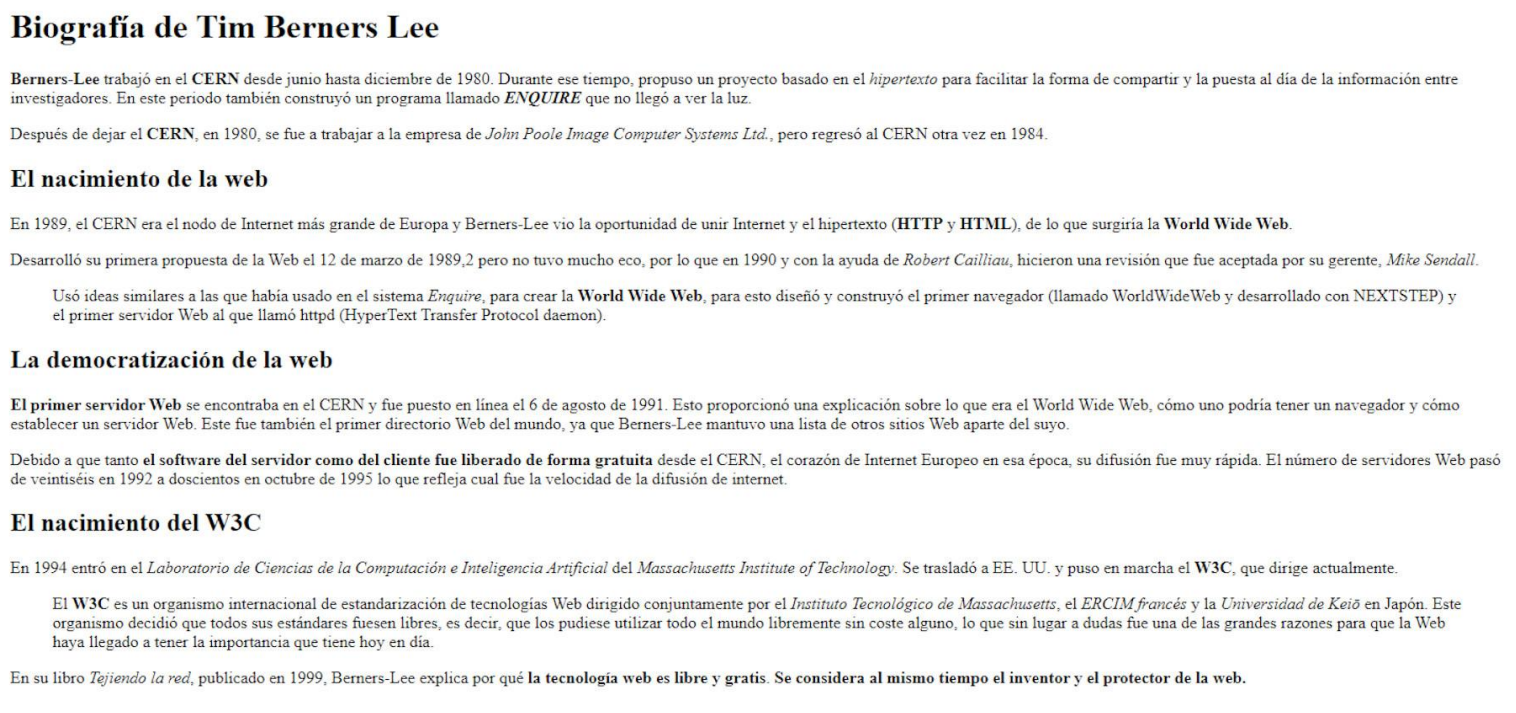 Biografía de Tim Berners Lee
Berners-Lee trabajó en el CERN desde junio hasta diciembre de 1980. Durante ese tiempo, propuso un proyecto basado en el hipertexto para facilitar la forma de compartir y la puesta al día de la información entre
investigadores. En este periodo también construyó un programa llamado ENQUIRE que no llegó a ver la luz.
Después de dejar el CERN, en 1980, se fue a trabajar a la empresa de John Poole Image Computer Systems Ltd., pero regresó al CERN otra vez en 1984.
El nacimiento de la web
En 1989, el CERN era el nodo de Internet más grande de Europa y Berners-Lee vio la oportunidad de unir Internet y el hipertexto (HTTP y HTML), de lo que surgiría la World Wide Web.
Desarrolló su primera propuesta de la Web el 12 de marzo de 1989,2 pero no tuvo mucho eco, por lo que en 1990 y con la ayuda de Robert Cailliau, hicieron una revisión que fue aceptada por su gerente, Mike Sendall.
Usó ideas similares a las que había usado en el sistema Enquire, para crear la World Wide Web, para esto diseñó y construyó el primer navegador (llamado WorldWideWeb y desarrollado con NEXTSTEP) y
el primer servidor Web al que llamó httpd (HyperText Transfer Protocol daemon).
La democratización de la web
El primer servidor Web se encontraba en el CERN y fue puesto en línea el 6 de agosto de 1991. Esto proporcionó una explicación sobre lo que era el World Wide Web, cómo uno podría tener un navegador y cómo
establecer un servidor Web. Este fue también el primer directorio Web del mundo, ya que Berners-Lee mantuvo una lista de otros sitios Web aparte del suyo.
Debido a que tanto el software del servidor como del cliente fue liberado de forma gratuita desde el CERN, el corazón de Internet Europeo en esa época, su difusión fue muy rápida. El número de servidores Web pasó
de veintiséis en 1992 a doscientos en octubre de 1995 lo que refleja cual fue la velocidad de la difusión de internet.
El nacimiento del W3C
En 1994 entró en el Laboratorio de Ciencias de la Computación e Inteligencia Artificial del Massachusetts Institute of Technology. Se trasladó a EE. UU. y puso en marcha el W3C, que dirige actualmente.
El W3C es un organismo internacional de estandarización de tecnologías Web dirigido conjuntamente por el Instituto Tecnológico de Massachusetts, el ERCIM francés y la Universidad de Keiō en Japón. Este
organismo decidió que todos sus estándares fuesen libres, es decir, que los pudiese utilizar todo el mundo libremente sin coste alguno, lo que sin lugar a dudas fue una de las grandes razones para que la Web
haya llegado a tener la importancia que tiene hoy en día.
En su libro Tejiendo la red, publicado en 1999, Berners-Lee explica por qué la tecnología web es libre y gratis. Se considera al mismo tiempo el inventor y el protector de la web.